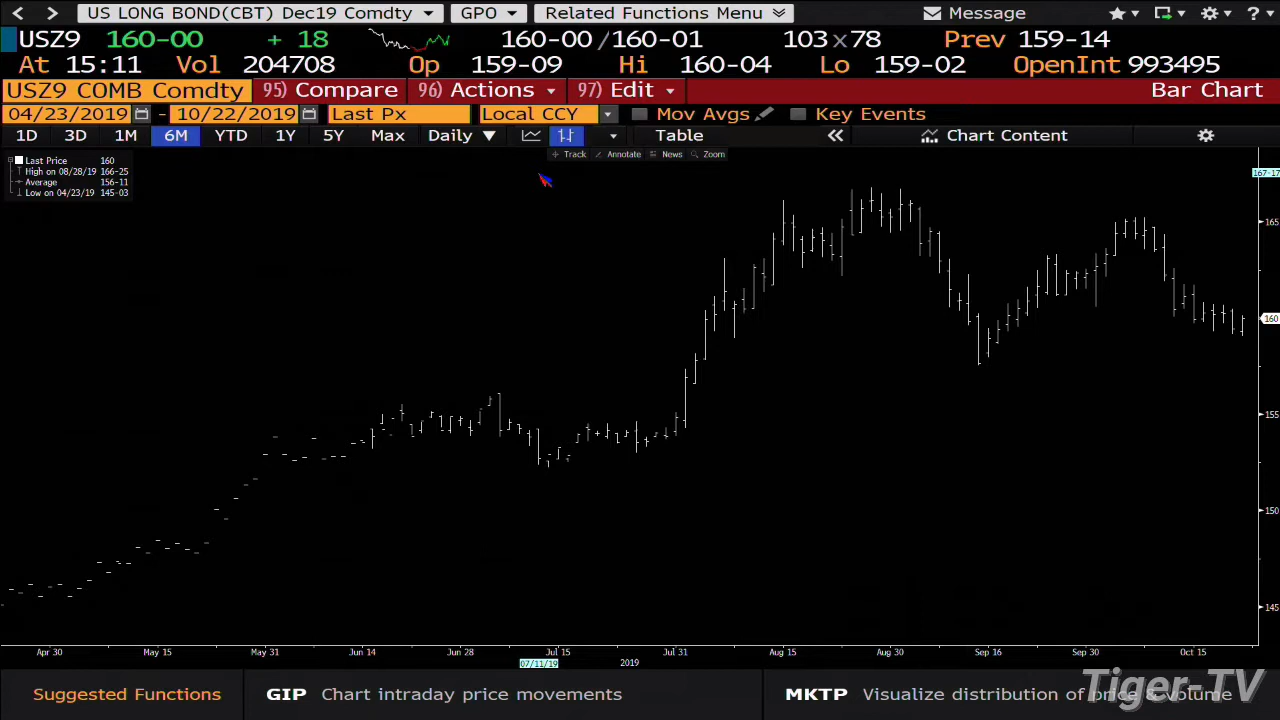 US LONG BOND(CBT) Dec19 Comdty GPO Related Functions Menu Message ?
USZ9 160-00 + 18 160-00/160-01 103x78 Prev 159-14
At 15:11 Vol 204708 Op 159-09 Hi 160-04 Lo 159-02 OpenInt 993495
USZ9 COMB Comdty 95) Compare 96) Actions 97) Edit Bar Chart
04/23/2019 - 10/22/2019 Last Px Local CCY Mov Avgs Key Events
1D 3D 1M 6M YTD 1Y 5Y Max Daily Table Chart Content
Track Annotate News Zoom
Last Price 160
High on 08/28/19 166-25
Average 156-11
Low on 04/23/19 145-03
167-17
165
160
155
150
145
Apr 30 May 15 May 31 Jun 14 Jun 28 Jul 15 Jul 31 Aug 15 Aug 30 Sep 16 Sep 30 Oct 15
07/11/19 2019
Suggested Functions GIP Chart intraday price movements MKTP Visualize distribution of price & volume
Tiger-TV